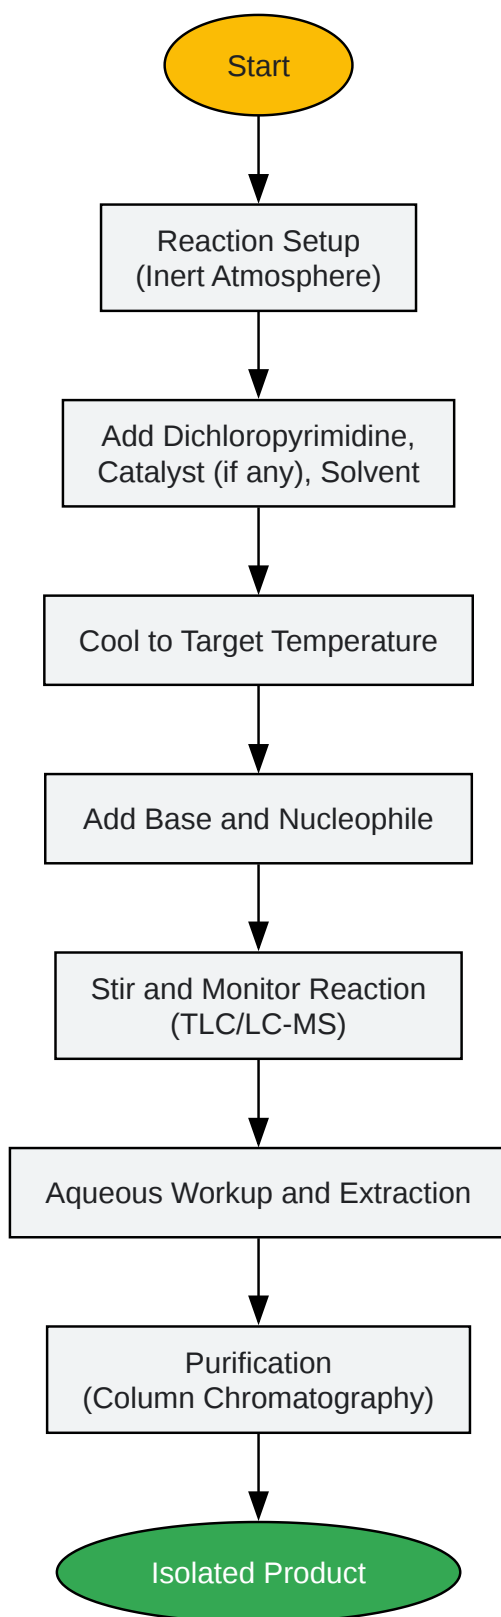 Start
Reaction Setup
(Inert Atmosphere)
Add Dichloropyrimidine,
Catalyst (if any), Solvent
Cool to Target Temperature
Add Base and Nucleophile
Stir and Monitor Reaction
(TLC/LC-MS)
Aqueous Workup and Extraction
Purification
(Column Chromatography)
Isolated Product